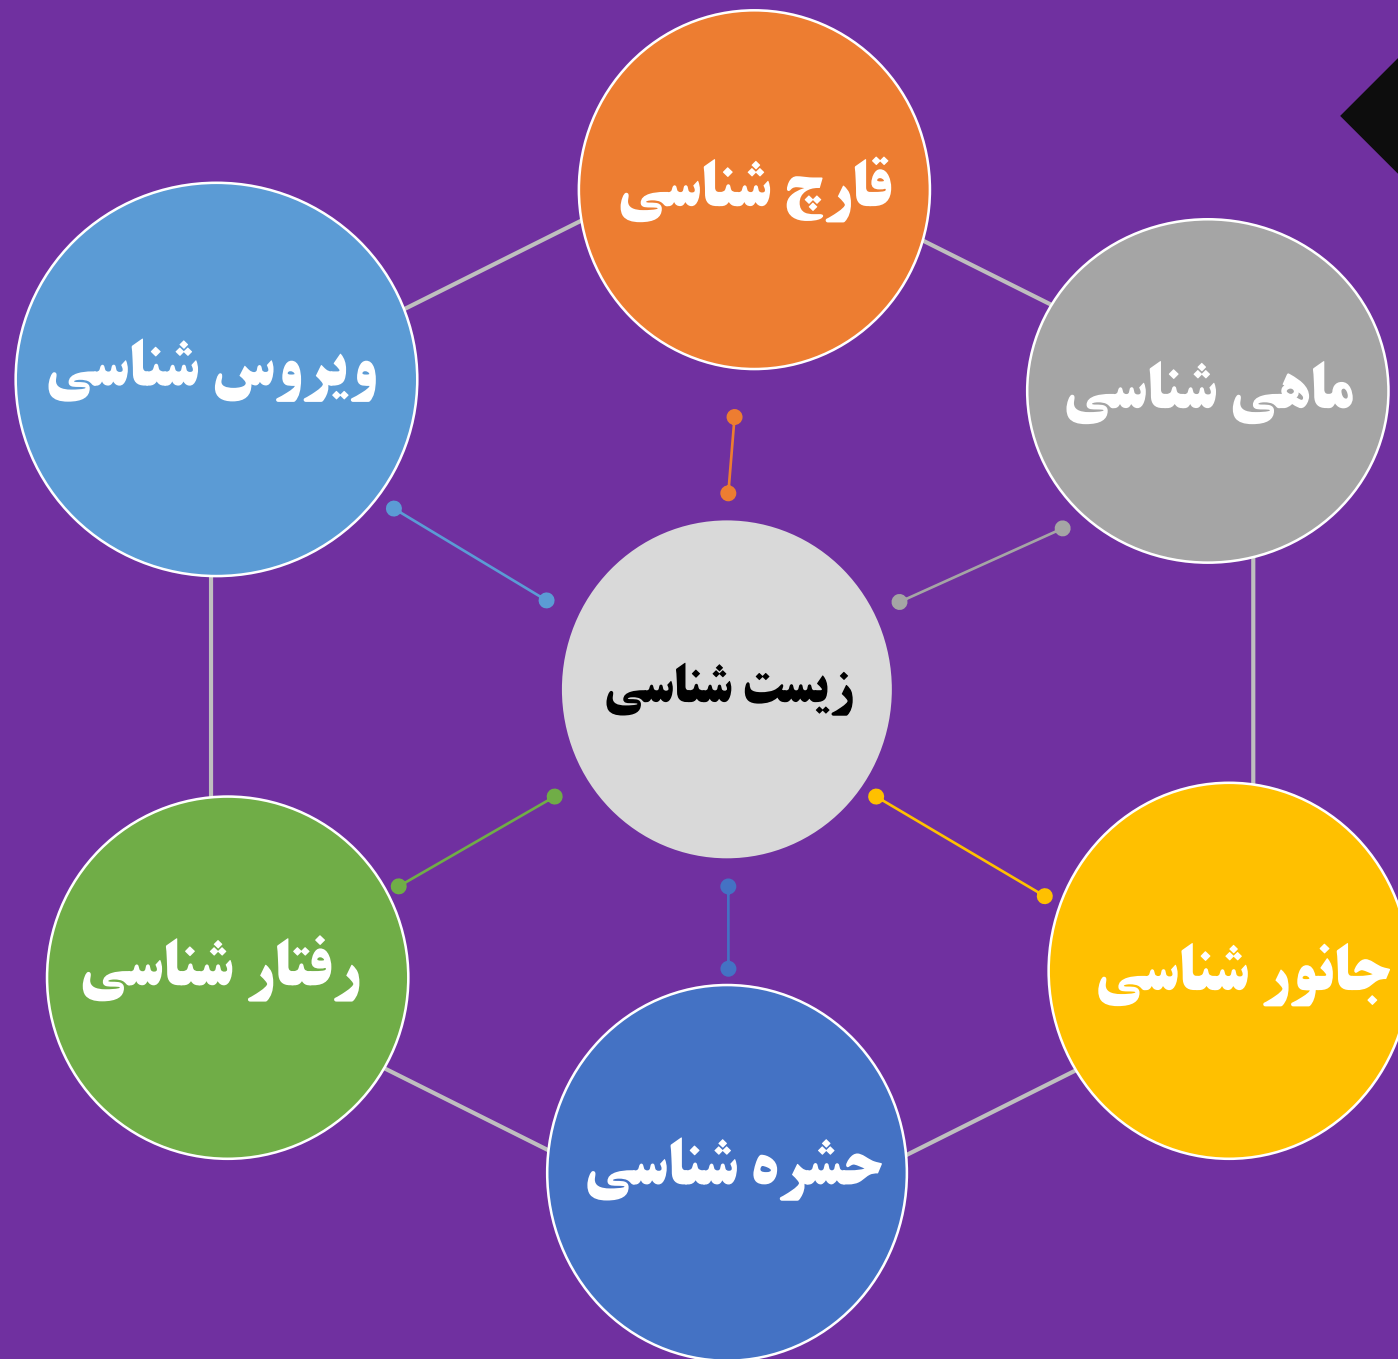 قارچ شناسی
ماهی شناسی
ویروس شناسی
زیست شناسی
جانور شناسی
رفتار شناسی
حشره شناسی